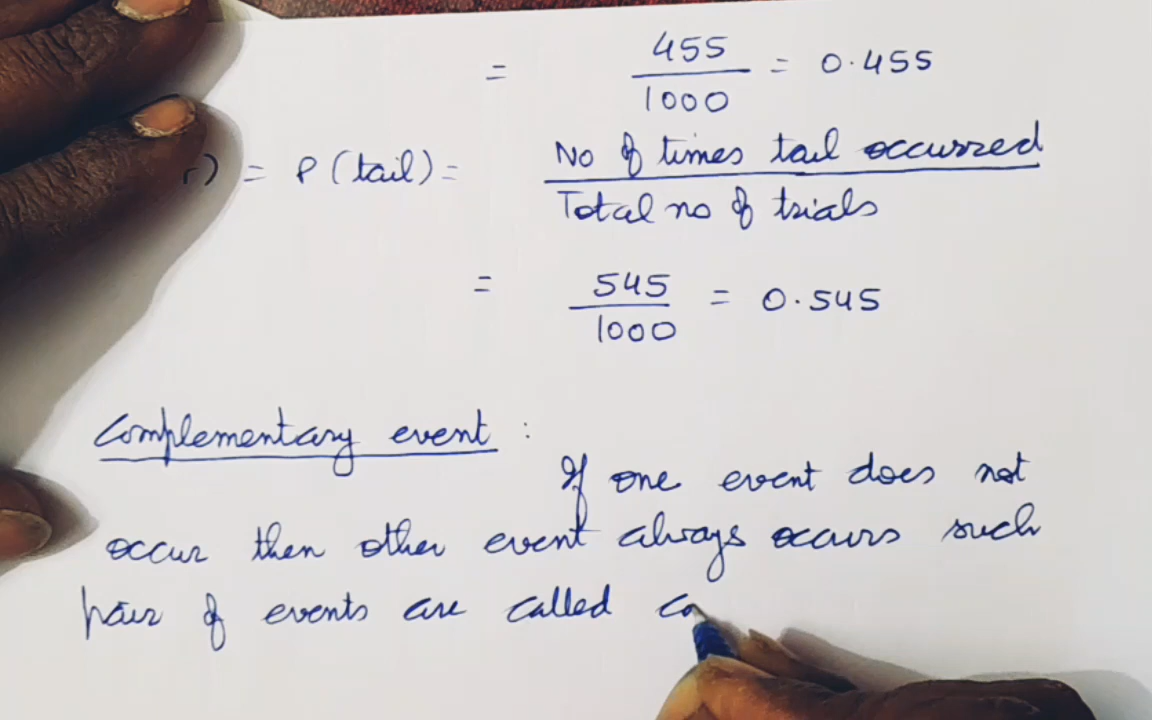 = 455/1000 = 0.455
) = P(tail) = No of times tail occurred / Total no of trials
= 545/1000 = 0.545
Complementary event :
If one event does not
occur then other event always occurs such
pair of events are called co